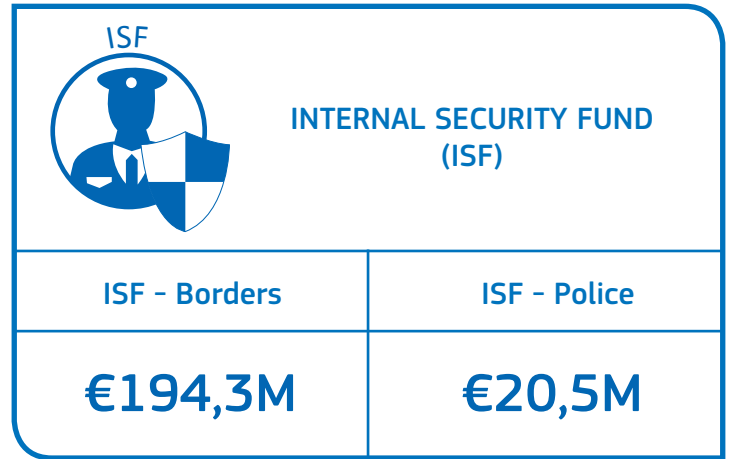 ISF
INTERNAL SECURITY FUND
(ISF)
ISF - Borders
ISF - Police
€194,3M
€20,5M